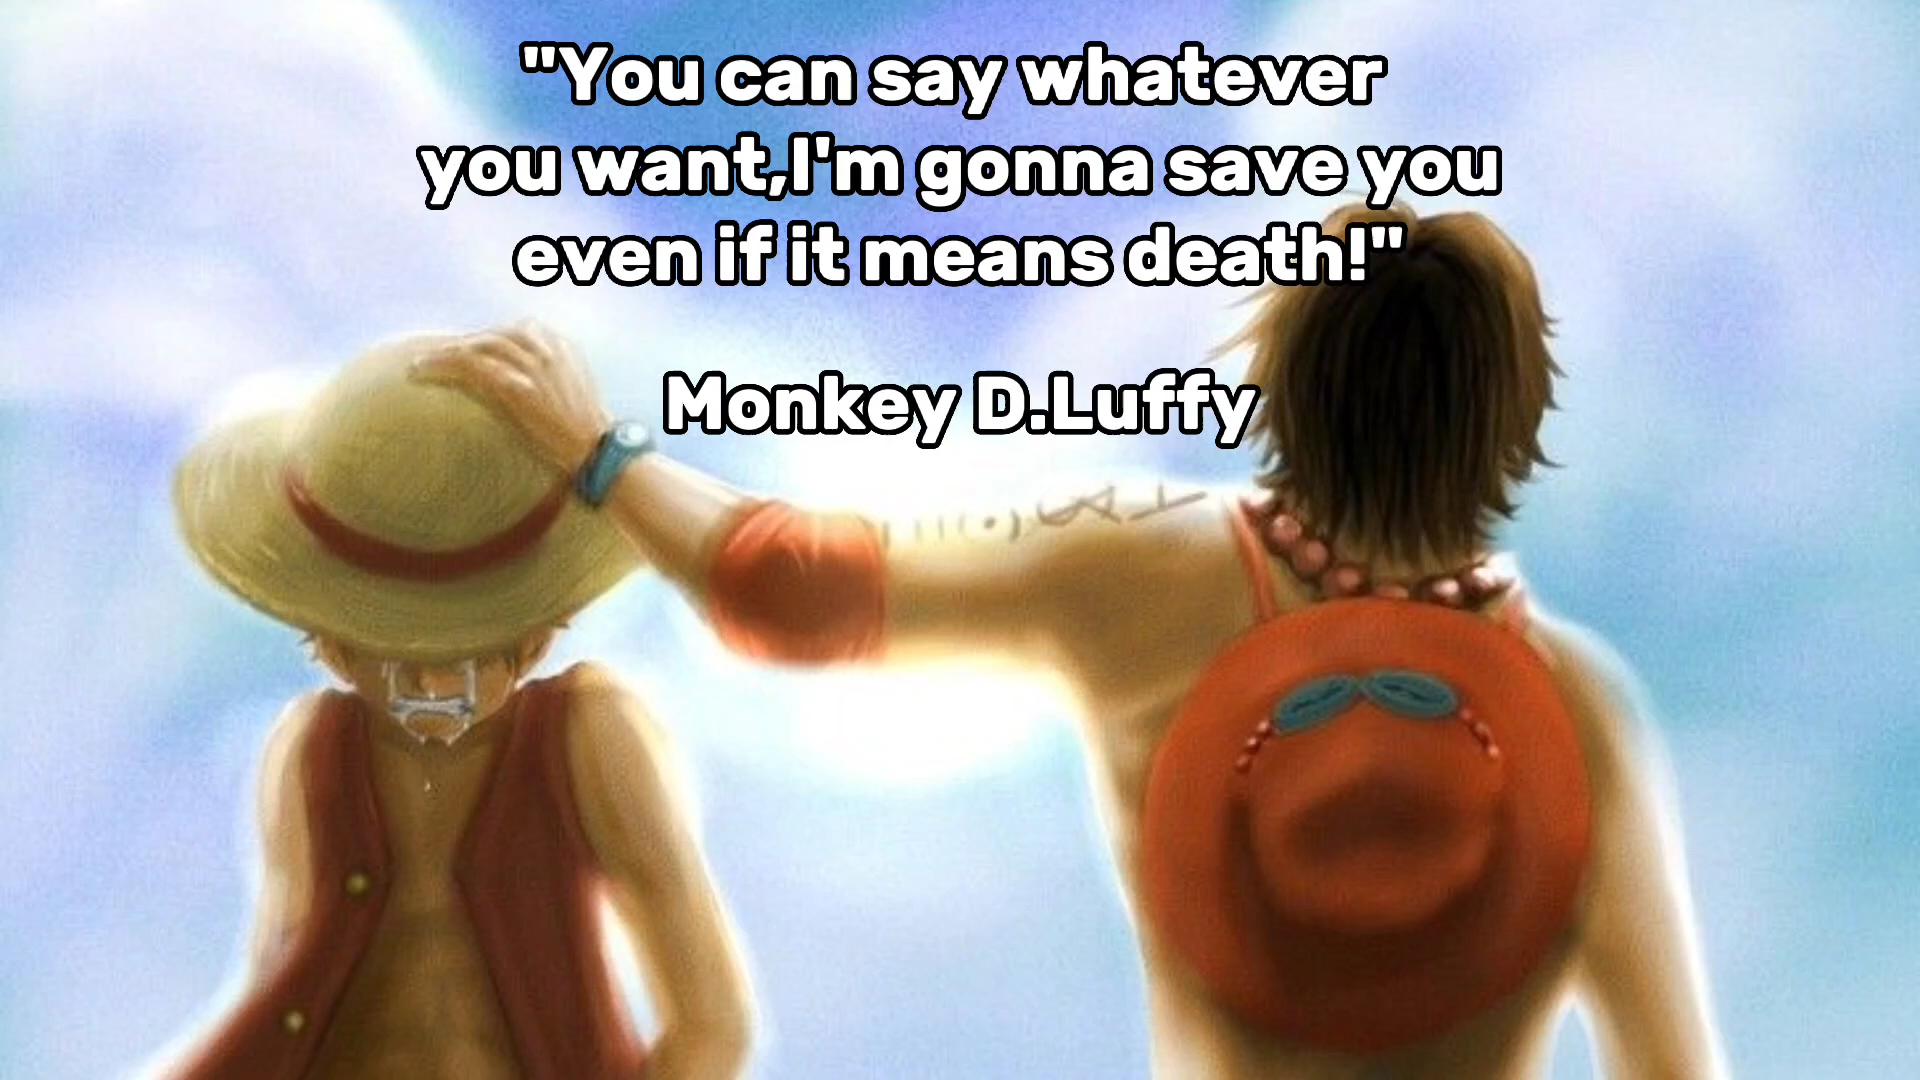 "You can say whatever
you want,I'm gonna save you
even if it means death!"
Monkey D.Luffy